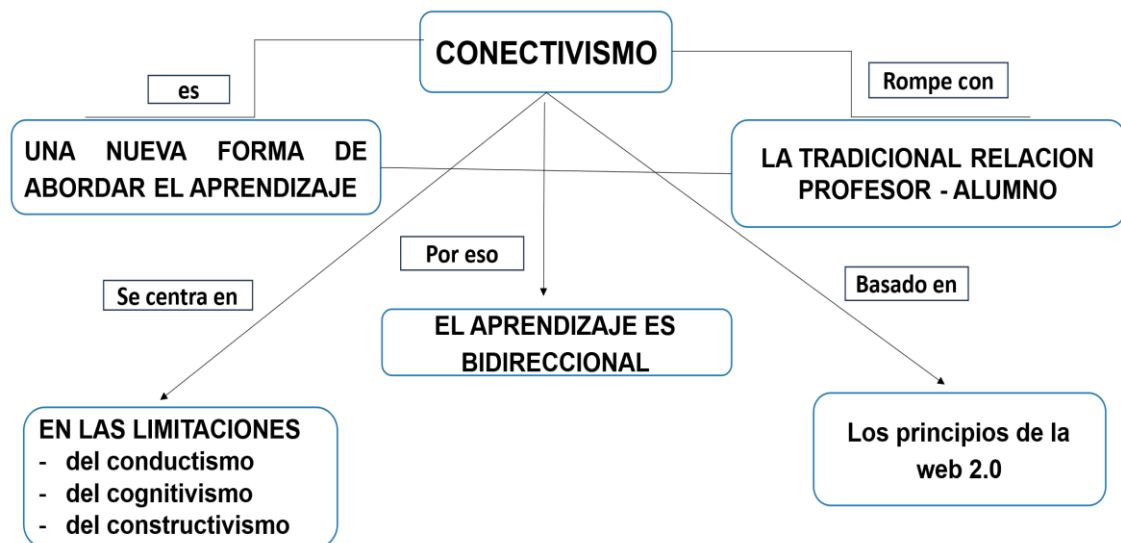 CONECTIVISMO
es
Rompe con
UNA NUEVA FORMA DE
ABORDAR EL APRENDIZAJE
LA TRADICIONAL RELACION
PROFESOR - ALUMNO
Por eso
Se centra en
Basado en
EL APRENDIZAJE ES
BIDIRECCIONAL
EN LAS LIMITACIONES
- del conductismo
- del cognitivismo
- del constructivismo
Los principios de la
web 2.0